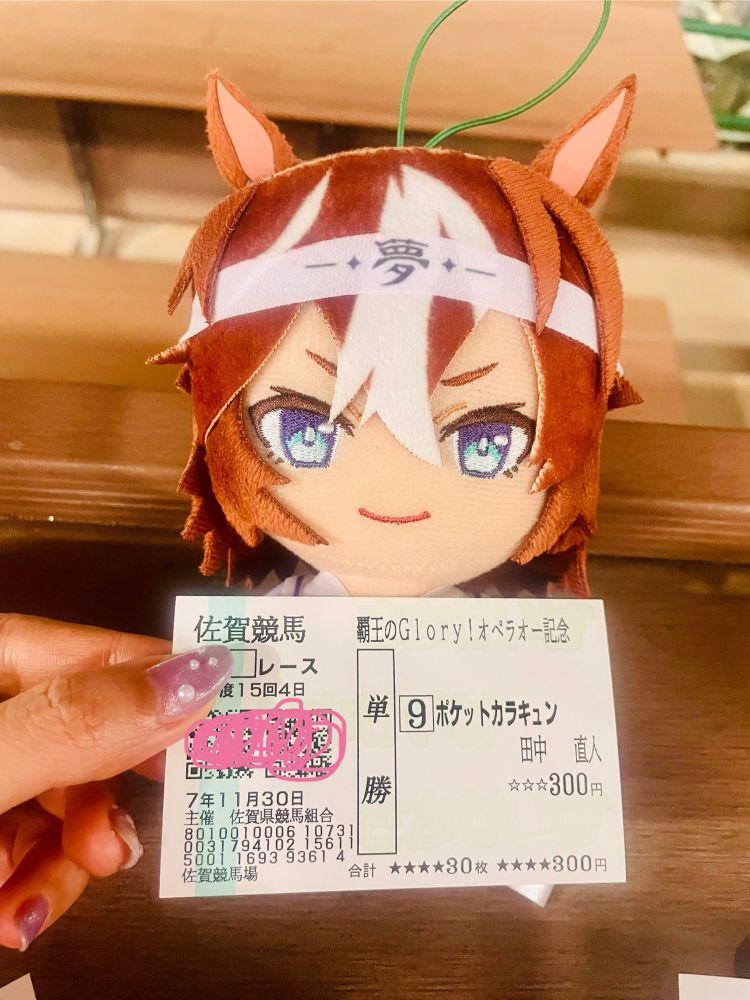 夢
佐賀競馬
レース
度15回4日
7年11月30日
主催 佐賀県競馬組合
8010010006 10731
0031794102 15611
5001 1693 9361 4
佐賀競馬場
覇王のGlory!オペラオー記念
単勝
9 ポケットカラキュン
田中 直人
☆☆☆300円
合計 ★★★★30枚 ★★★★300円